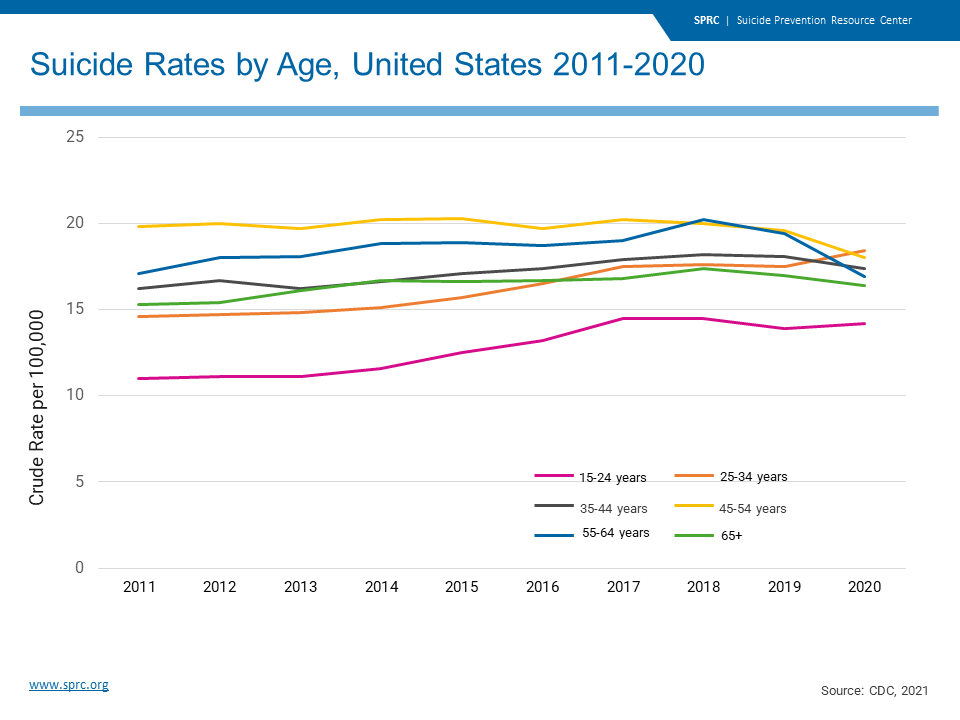 SPRC | Suicide Prevention Resource Center
Suicide Rates by Age, United States 2011-2020
25
20
15
10
5
0
Crude Rate per 100,000
15-24 years
25-34 years
35-44 years
45-54 years
55-64 years
65+
2011 2012 2013 2014 2015 2016 2017 2018 2019 2020
www.sprc.org
Source: CDC, 2021